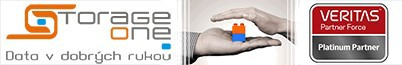 Storage
one
Data v dobrých rukou
VERITAS
Partner Force
Platinum Partner